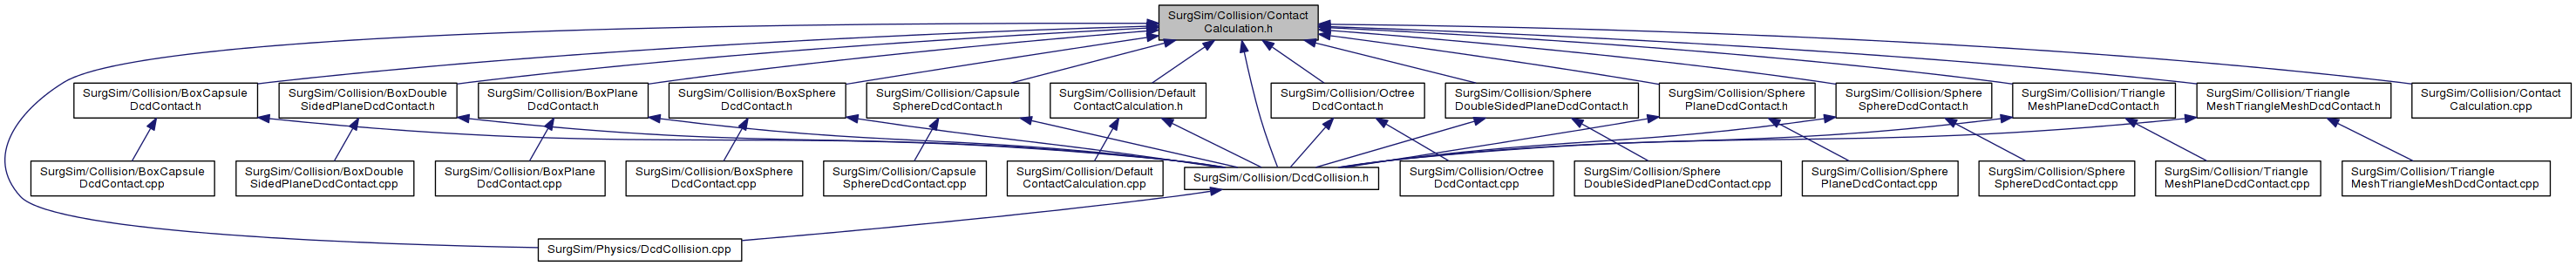 SurgSim/Collision/Contact
Calculation.h
SurgSim/Collision/BoxCapsule
DcdContact.h
SurgSim/Collision/BoxDouble
SidedPlaneDcdContact.h
SurgSim/Collision/BoxPlane
DcdContact.h
SurgSim/Collision/BoxSphere
DcdContact.h
SurgSim/Collision/Capsule
SphereDcdContact.h
SurgSim/Collision/Default
ContactCalculation.h
SurgSim/Collision/Octree
DcdContact.h
SurgSim/Collision/Sphere
DoubleSidedPlaneDcdContact.h
SurgSim/Collision/Sphere
PlaneDcdContact.h
SurgSim/Collision/Sphere
SphereDcdContact.h
SurgSim/Collision/Triangle
MeshPlaneDcdContact.h
SurgSim/Collision/Triangle
MeshTriangleMeshDcdContact.h
SurgSim/Collision/Contact
Calculation.cpp
SurgSim/Collision/BoxCapsule
DcdContact.cpp
SurgSim/Collision/BoxDouble
SidedPlaneDcdContact.cpp
SurgSim/Collision/BoxPlane
DcdContact.cpp
SurgSim/Collision/BoxSphere
DcdContact.cpp
SurgSim/Collision/Capsule
SphereDcdContact.cpp
SurgSim/Collision/Default
ContactCalculation.cpp
SurgSim/Collision/DcdCollision.h
SurgSim/Collision/Octree
DcdContact.cpp
SurgSim/Collision/Sphere
DoubleSidedPlaneDcdContact.cpp
SurgSim/Collision/Sphere
PlaneDcdContact.cpp
SurgSim/Collision/Sphere
SphereDcdContact.cpp
SurgSim/Collision/Triangle
MeshPlaneDcdContact.cpp
SurgSim/Collision/Triangle
MeshTriangleMeshDcdContact.cpp
SurgSim/Physics/DcdCollision.cpp